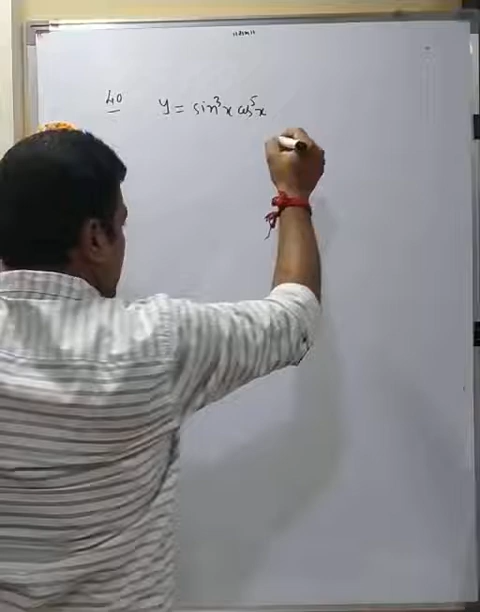 40 y = sin³x cos⁵x